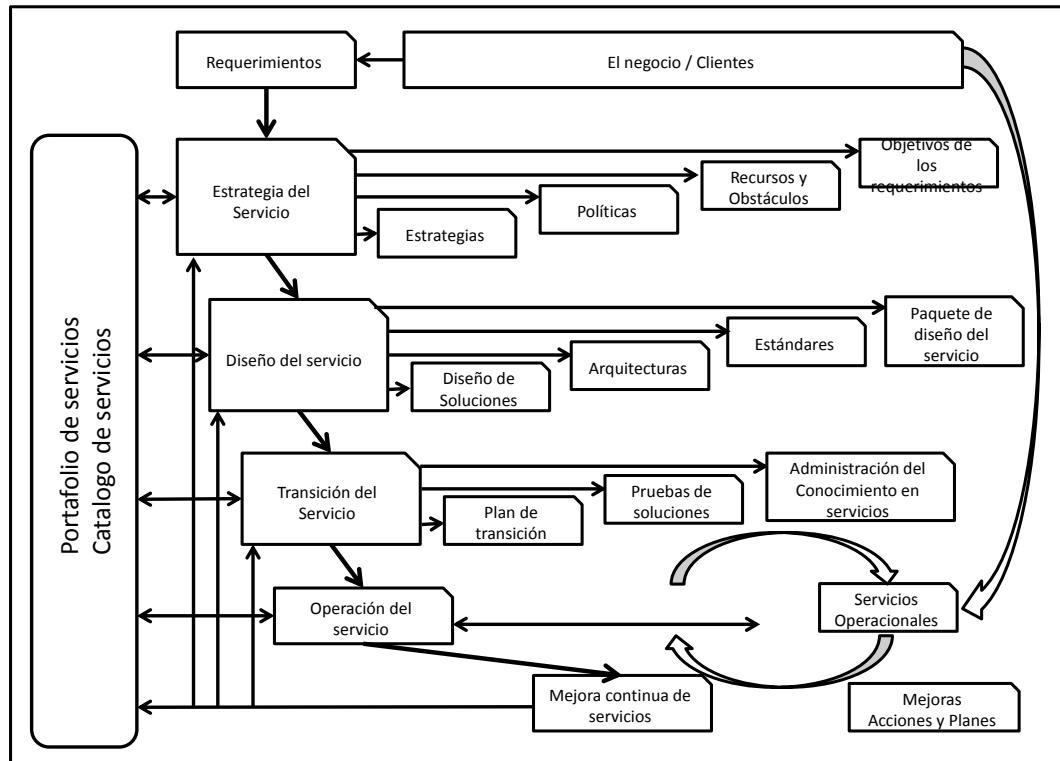 Requerimientos
El negocio / Clientes
Objetivos de
los
requerimientos
Recursos y
Obstáculos
Políticas
Estrategias
Estrategia del
Servicio
Portafolio de servicios
Catalogo de servicios
Diseño del servicio
Paquete de
diseño del
servicio
Estándares
Arquitecturas
Diseño de
Soluciones
Transición del
Servicio
Administración del
Conocimiento en
servicios
Pruebas de
soluciones
Plan de
transición
Operación del
servicio
Servicios
Operacionales
Mejora continua de
servicios
Mejoras
Acciones y Planes